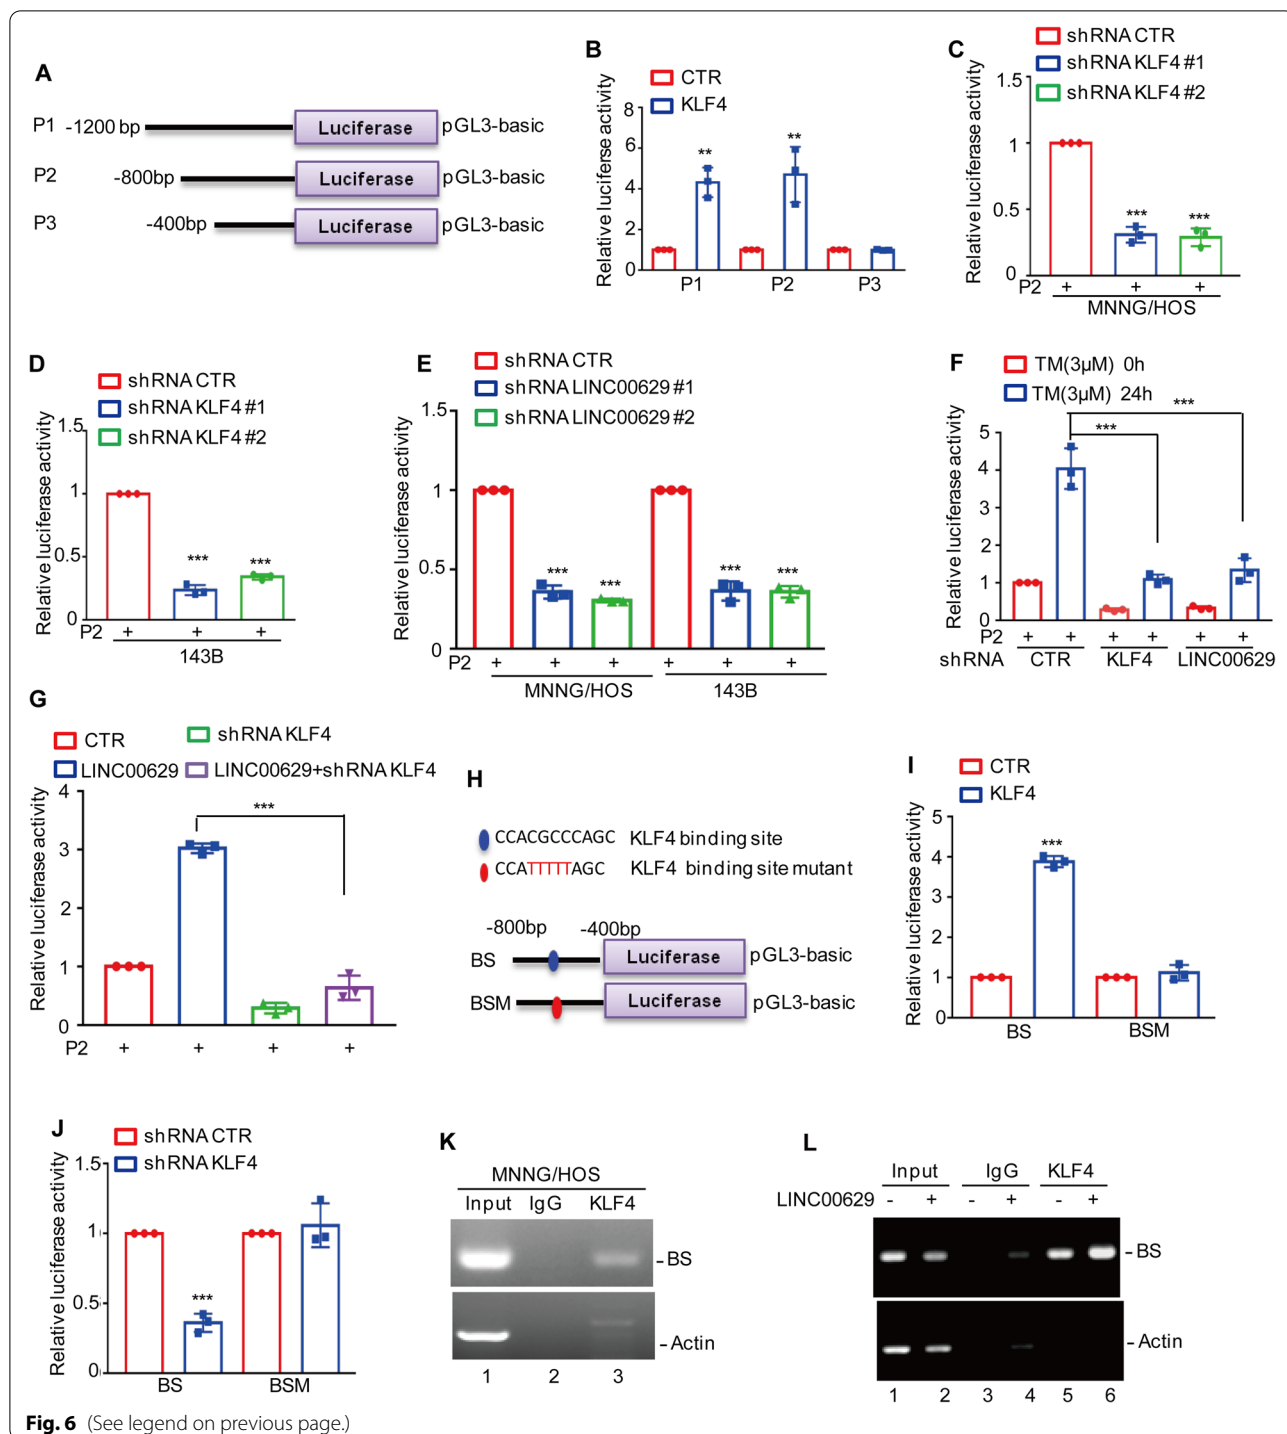 A
P1 -1200 bp Luciferase pGL3-basic
P2 -800bp Luciferase pGL3-basic
P3 -400bp Luciferase pGL3-basic
B
CTR
KLF4
Relative luciferse activity
8
6
4
2
0
** **
P1 P2 P3
C
shRNA CTR
shRNA KLF4 #1
shRNA KLF4 #2
Relative luciferase activity
1.5
1
0.5
0
*** ***
P2 + + +
MNNG/HOS
D
shRNA CTR
shRNA KLF4 #1
shRNA KLF4 #2
Relative luciferase activity
1.5
1
0.5
0
*** ***
P2 + + +
143B
E
shRNA CTR
shRNA LINC00629 #1
shRNA LINC00629 #2
Relative luciferase activity
1.5
1
0.5
0
*** *** *** ***
P2 + + + + + +
MNNG/HOS 143B
F
TM(3μM) 0h
TM(3μM) 24h
Relative luciferase activity
5
4
3
2
1
0
***
***
P2 + + + + + +
shRNA CTR KLF4 LINC00629
G
CTR shRNA KLF4
LINC00629 LINC00629+shRNA KLF4
Relative luciferase activity
4
3
2
1
0
***
P2 + + + +
H
CCACGCCCAGC KLF4 binding site
CCATTTTTAGC KLF4 binding site mutant
-800bp -400bp
BS Luciferase pGL3-basic
BSM Luciferase pGL3-basic
I
CTR
KLF4
Relative luciferase activity
5
4
3
2
1
0
***
BS BSM
J
shRNA CTR
shRNA KLF4
Relative luciferase activity
1.5
1
0.5
0
***
BS BSM
K
MNNG/HOS
Input IgG KLF4
-BS
-Actin
1 2 3
L
Input IgG KLF4
LINC00629 - + - + - +
-BS
-Actin
1 2 3 4 5 6
Fig. 6 (See legend on previous page.)